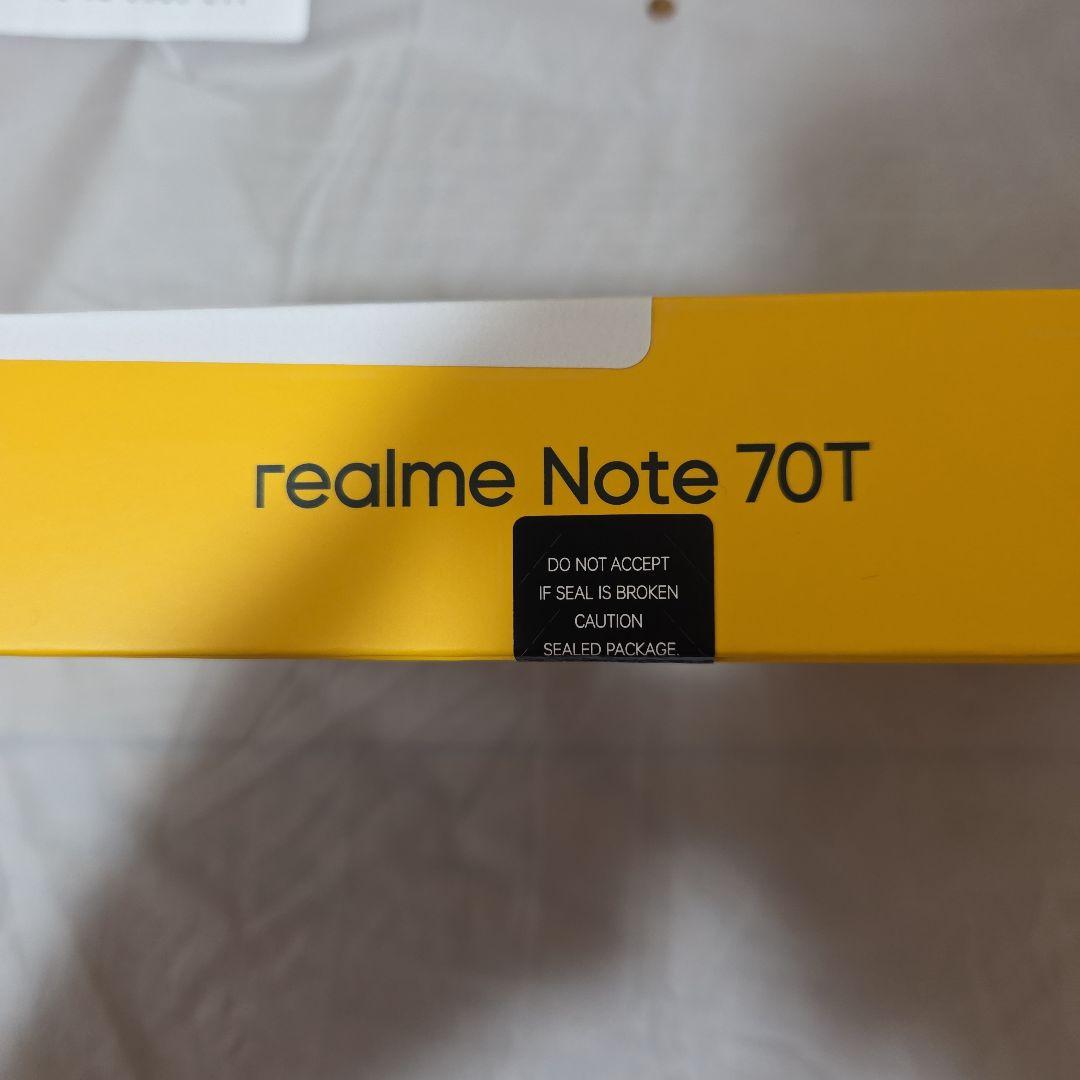 realme Note 70T
DO NOT ACCEPT
IF SEAL IS BROKEN
CAUTION
SEALED PACKAGE.